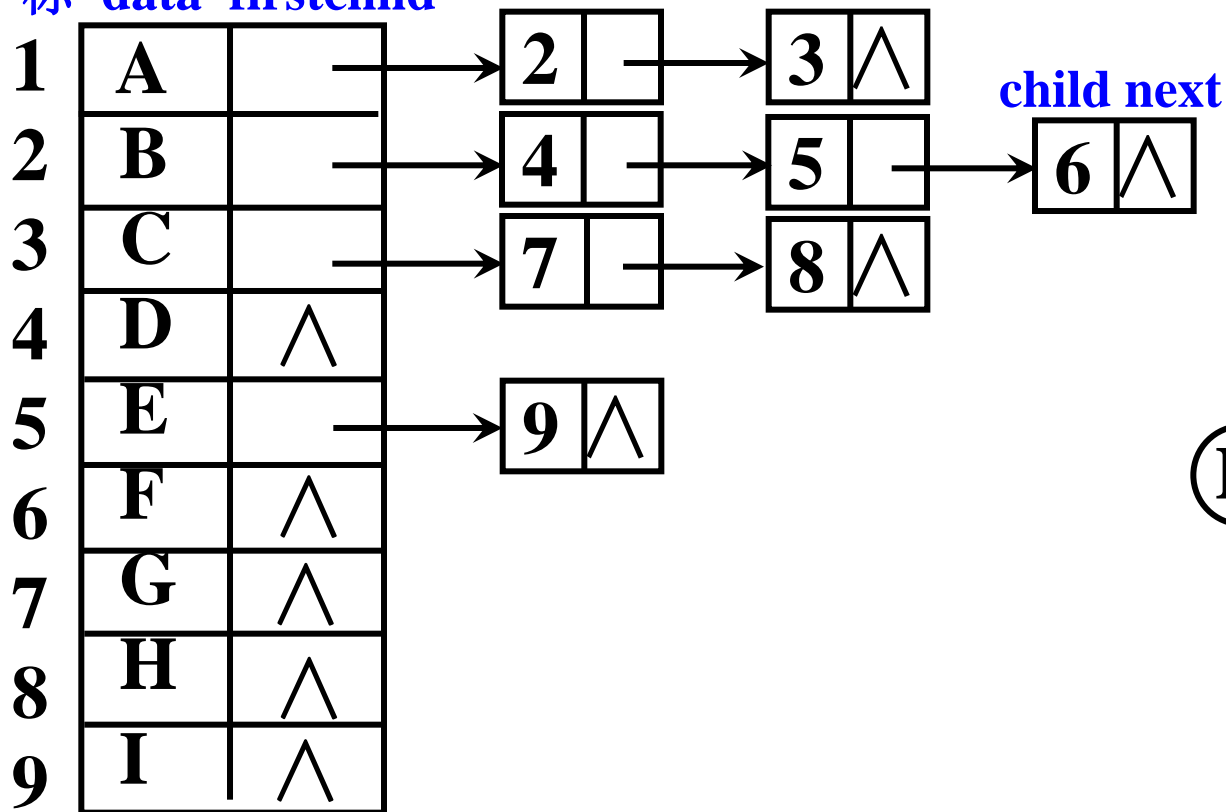 标 data firstchild
1 A 2 3 ∧
child next
2 B 4 5 6 ∧
3 C 7 8 ∧
4 D ∧
5 E 9 ∧
6 F ∧
7 G ∧
8 H ∧
9 I ∧